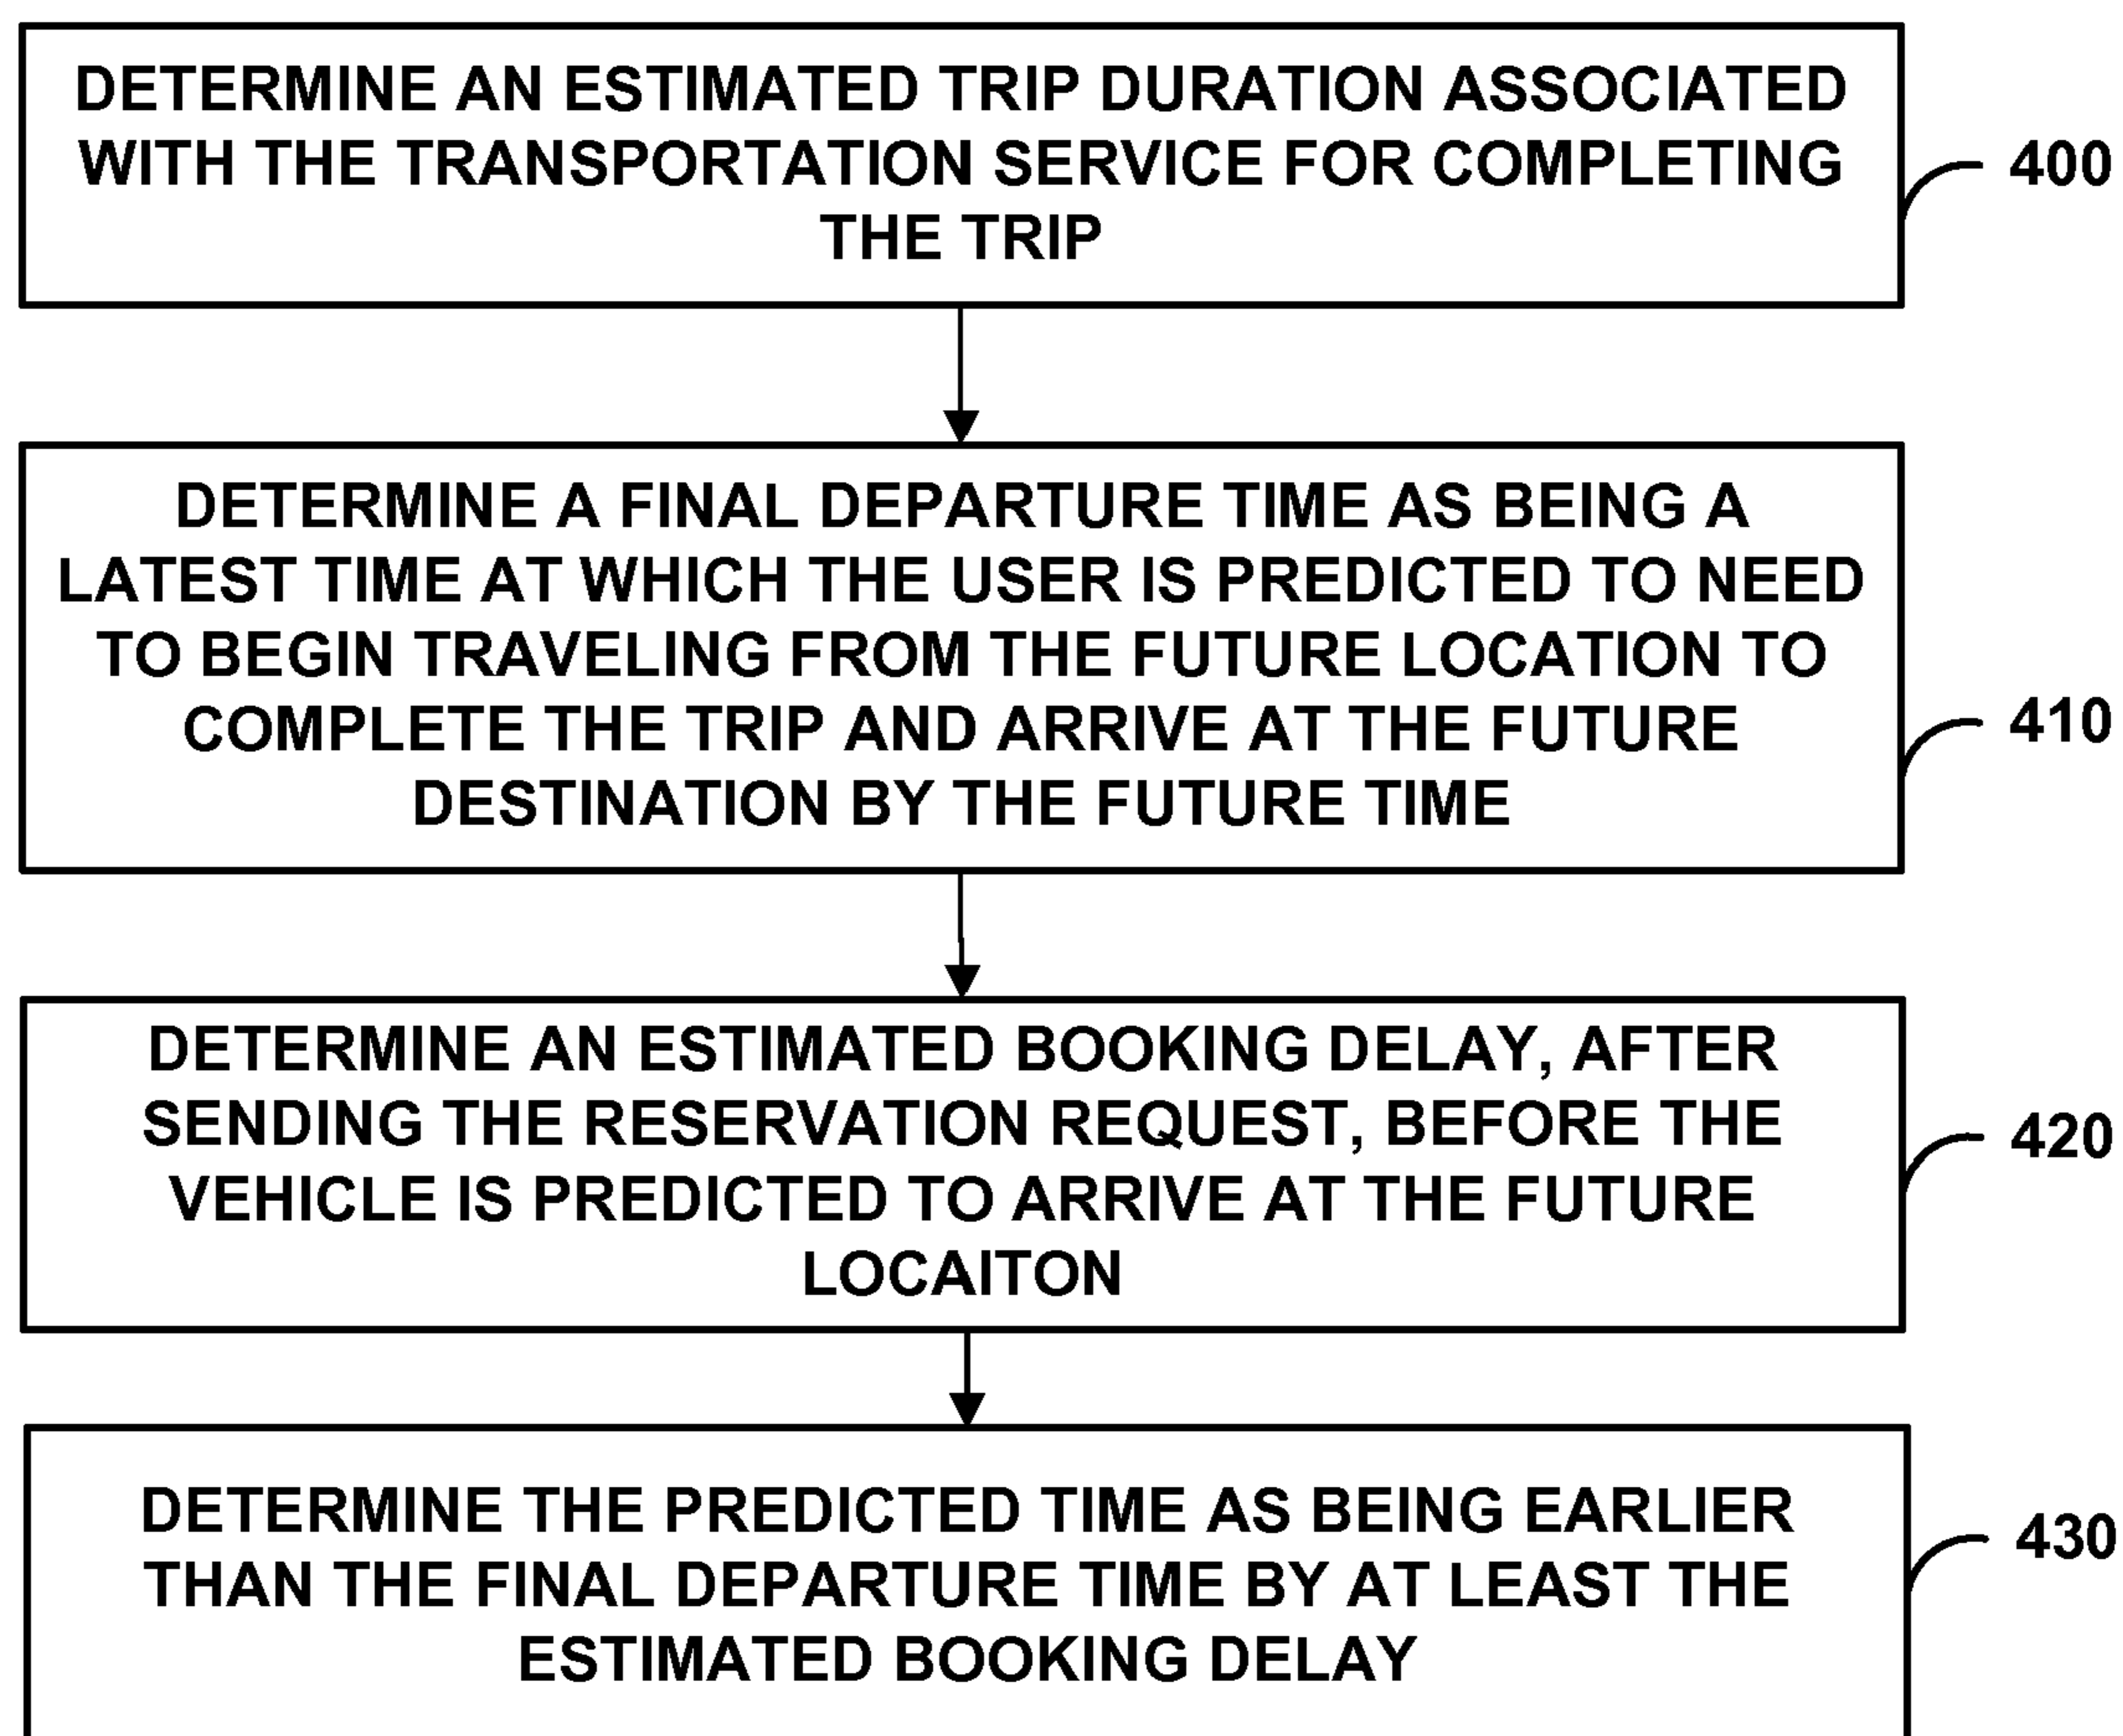 DETERMINE AN ESTIMATED TRIP DURATION ASSOCIATED
WITH THE TRANSPORTATION SERVICE FOR COMPLETING
THE TRIP
400
DETERMINE A FINAL DEPARTURE TIME AS BEING A
LATEST TIME AT WHICH THE USER IS PREDICTED TO NEED
TO BEGIN TRAVELING FROM THE FUTURE LOCATION TO
COMPLETE THE TRIP AND ARRIVE AT THE FUTURE
DESTINATION BY THE FUTURE TIME
410
DETERMINE AN ESTIMATED BOOKING DELAY, AFTER
SENDING THE RESERVATION REQUEST, BEFORE THE
VEHICLE IS PREDICTED TO ARRIVE AT THE FUTURE
LOCAITON
420
DETERMINE THE PREDICTED TIME AS BEING EARLIER
THAN THE FINAL DEPARTURE TIME BY AT LEAST THE
ESTIMATED BOOKING DELAY
430